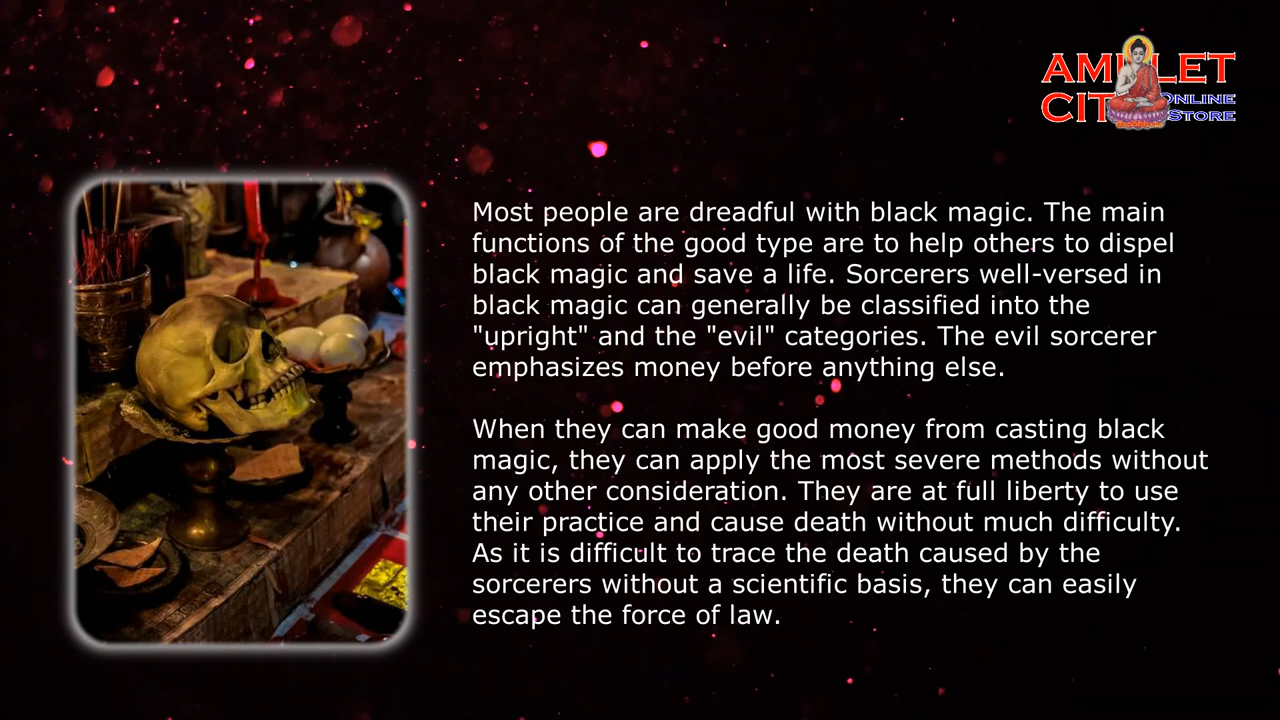 AMULET
CITY ONLINE
STORE
Most people are dreadful with black magic. The main
functions of the good type are to help others to dispel
black magic and save a life. Sorcerers well-versed in
black magic can generally be classified into the
"upright" and the "evil" categories. The evil sorcerer
emphasizes money before anything else.
When they can make good money from casting black
magic, they can apply the most severe methods without
any other consideration. They are at full liberty to use
their practice and cause death without much difficulty.
As it is difficult to trace the death caused by the
sorcerers without a scientific basis, they can easily
escape the force of law.